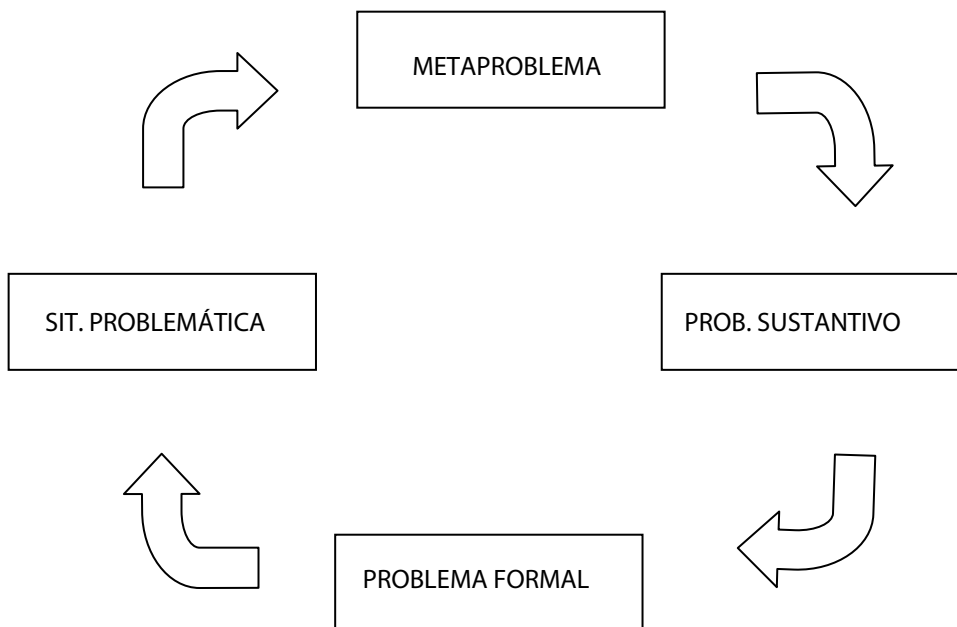 METAPROBLEMA
SIT. PROBLEMÁTICA
PROB. SUSTANTIVO
PROBLEMA FORMAL